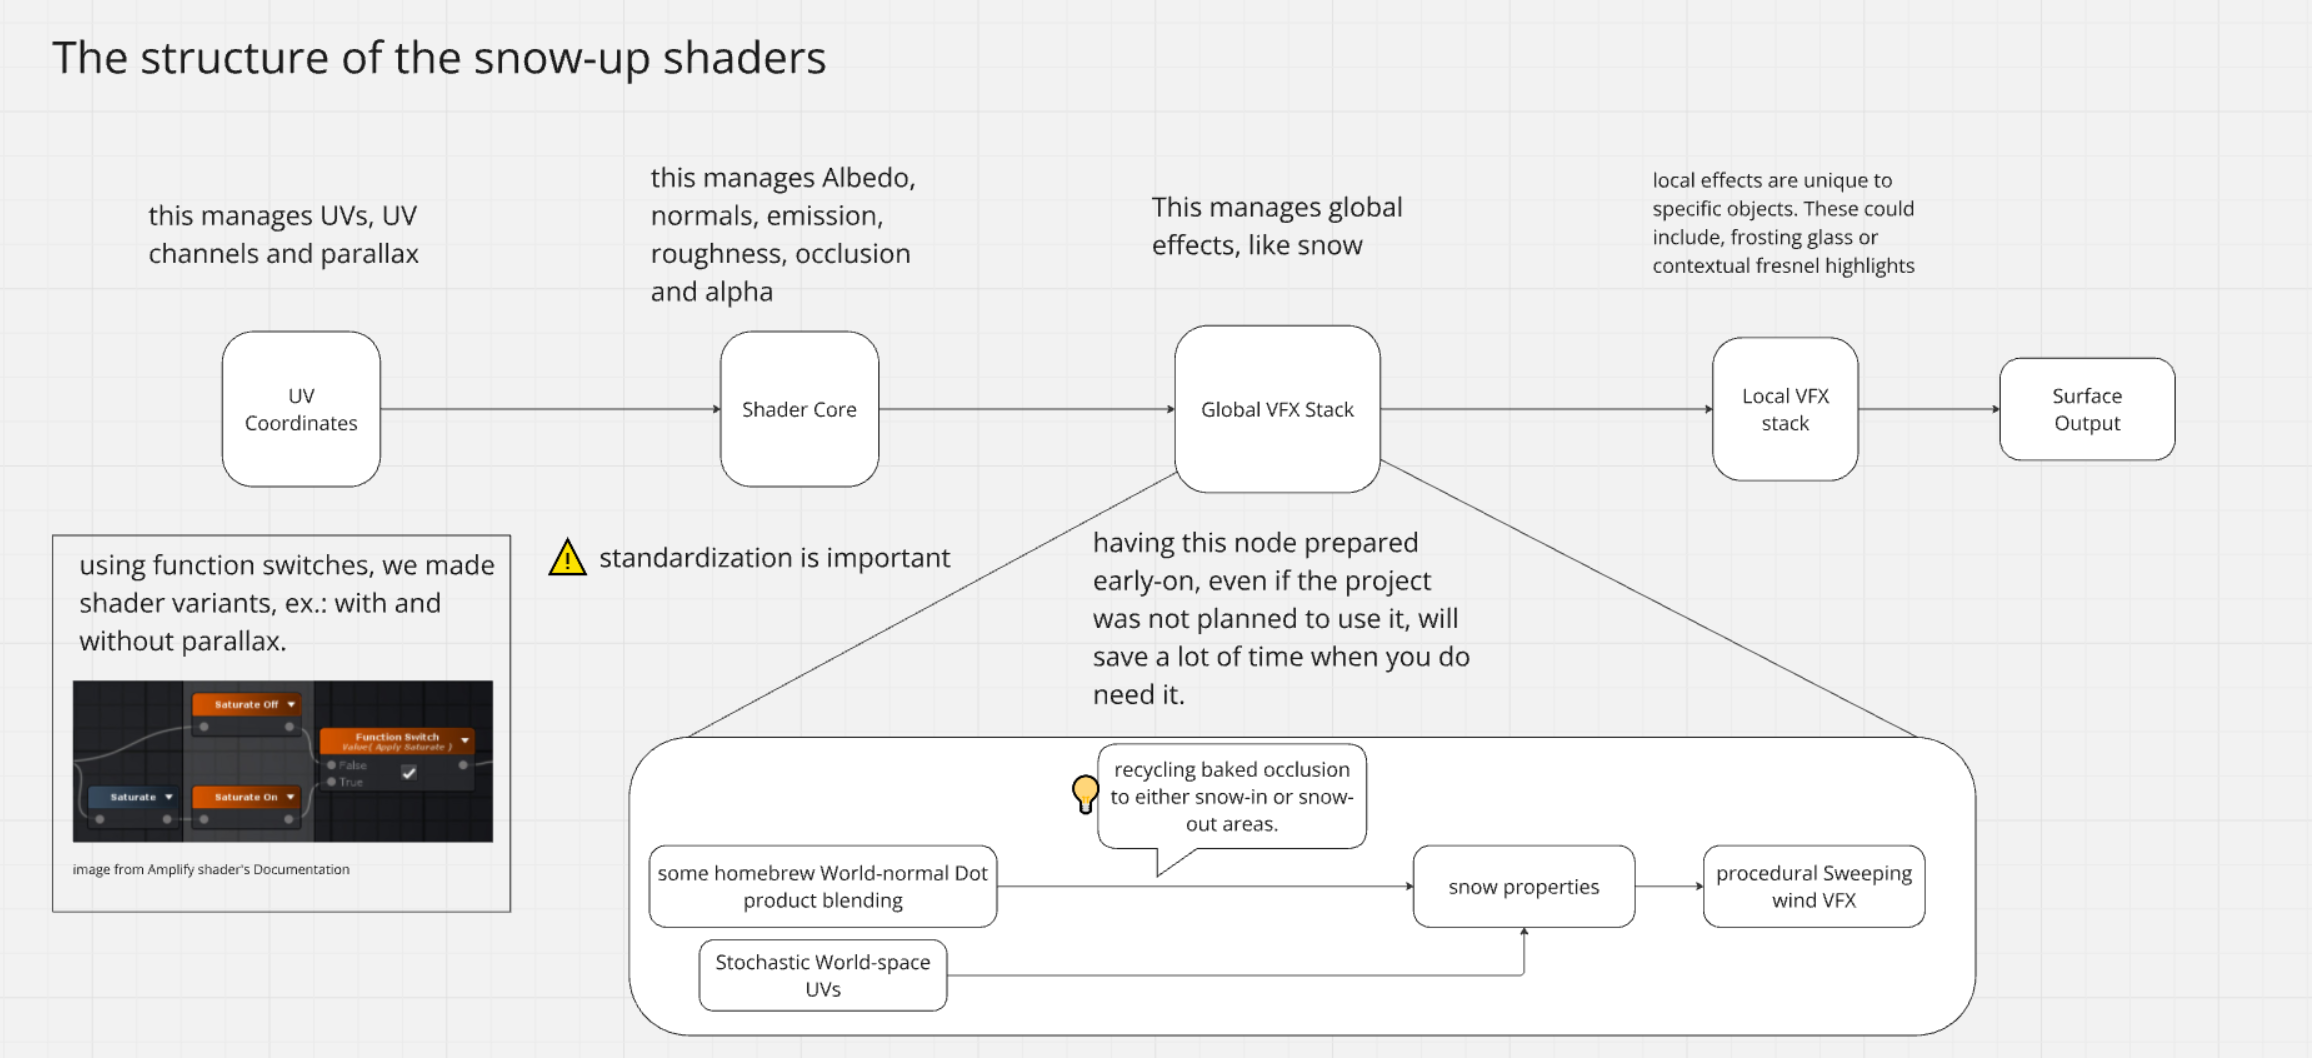 The structure of the snow-up shaders
this manages UVs, UV
channels and parallax
this manages Albedo,
normals, emission,
roughness, occlusion
and alpha
This manages global
effects, like snow
local effects are unique to
specific objects. These could
include, frosting glass or
contextual fresnel highlights
UV
Coordinates
Shader Core
Global VFX Stack
Local VFX
stack
Surface
Output
using function switches, we made
shader variants, ex.: with and
without parallax.
Saturate Off
Function Switch
Value( Apply Saturate )
False
True
Saturate
Saturate On
image from Amplify shader's Documentation
standardization is important
having this node prepared
early-on, even if the project
was not planned to use it, will
save a lot of time when you do
need it.
recycling baked occlusion
to either snow-in or snow-
out areas.
some homebrew World-normal Dot
product blending
snow properties
procedural Sweeping
wind VFX
Stochastic World-space
UVs